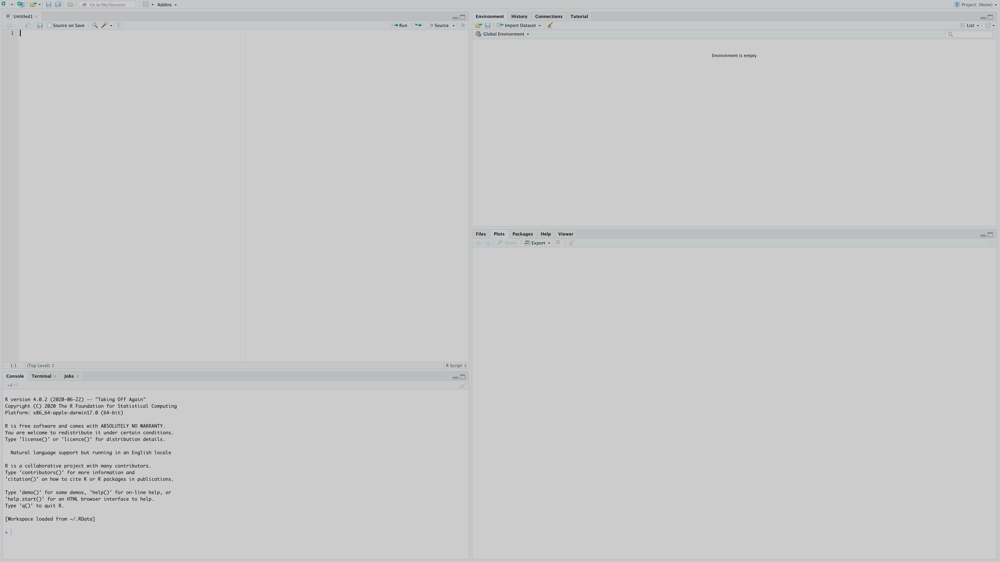 Go to file/function Addins Project: (None)
Untitled1
Source on Save Run Source
1
1:1 (Top Level) R Script
Console Terminal Jobs
~/
R version 4.0.2 (2020-06-22) -- "Taking Off Again"
Copyright (C) 2020 The R Foundation for Statistical Computing
Platform: x86_64-apple-darwin17.0 (64-bit)
R is free software and comes with ABSOLUTELY NO WARRANTY.
You are welcome to redistribute it under certain conditions.
Type 'license()' or 'licence()' for distribution details.
Natural language support but running in an English locale
R is a collaborative project with many contributors.
Type 'contributors()' for more information and
'citation()' on how to cite R or R packages in publications.
Type 'demo()' for some demos, 'help()' for on-line help, or
'help.start()' for an HTML browser interface to help.
Type 'q()' to quit R.
[Workspace loaded from ~/.RData]
>
Environment History Connections Tutorial
Import Dataset List
Global Environment
Environment is empty
Files Plots Packages Help Viewer
Zoom Export